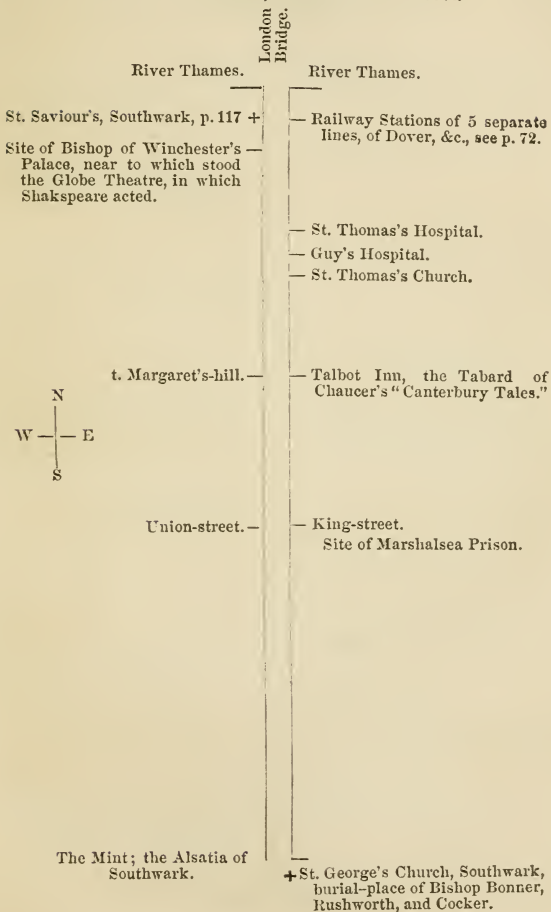 London
Bridge.
River Thames.
River Thames.
St. Saviour's, Southwark, p. 117 +
Site of Bishop of Winchester's —
Palace, near to which stood
the Globe Theatre, in which
Shakspeare acted.
— Railway Stations of 5 separate
lines, of Dover, &c., see p. 72.
— St. Thomas's Hospital.
— Guy's Hospital.
— St. Thomas's Church.
t. Margaret's-hill. —
— Talbot Inn, the Tabard of
Chaucer's "Canterbury Tales."
N
W E
S
Union-street. —
— King-street.
Site of Marshalsea Prison.
The Mint; the Alsatia of
Southwark.
+ St. George's Church, Southwark,
burial-place of Bishop Bonner,
Rushworth, and Cocker.